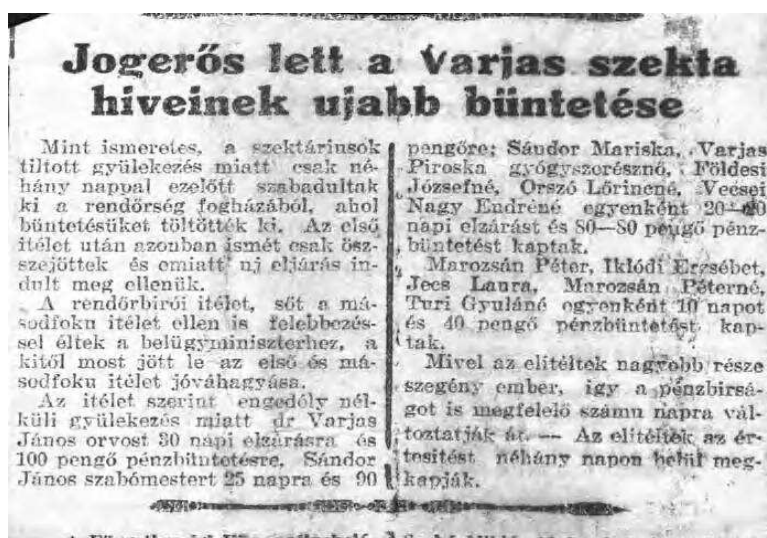 Jogerős lett a Varjas szekta
hiveinek ujabb büntetése
Mint ismeretes, a szektáriusok
tiltott gyülekezés miatt csak né-
hány nappal ezelőtt szabadultak
ki a rendőrség fogházából, ahol
büntetésüket töltötték ki. Az első
itélet után azonban ismét csak ösz-
szejöttek és emiatt uj eljárás in-
dult meg ellenük.
A rendőrbirói itélet, sőt a má-
sodfoku itélet ellen is felebbezés-
sel éltek a belügyminiszterhez, a
kitől most jött le az első és má-
sodfoku itélet jóváhagyása.
Az itélet szerint engedély nél-
küli gyülekezés miatt dr Varjas
János orvost 30 napi elzárásra és
100 pengő pénzbüntetésre, Sándor
János szabómestert 25 napra és 90
pengőre; Sándor Mariska, Varjas
Piroska gyógyszerésznő, Földesi
Józsefné, Orszó Lőrincné, Vecsei
Nagy Endréné egyenként 20—20
napi elzárást és 80—80 pengő pénz-
büntetést kaptak.
Marozsán Péter, Iklódi Erzsébet,
Jecs Laura, Marozsán Péterné,
Turi Gyuláné egyenként 10 napot
és 40 pengő pénzbüntetést kap-
tak.
Mivel az elitéltek nagyobb része
szegény ember, igy a pénzbirsá-
got is megfelelő számu napra vál-
toztatják át. — Az elitéltek az ér-
tesitést néhány napon belül meg-
kapják.